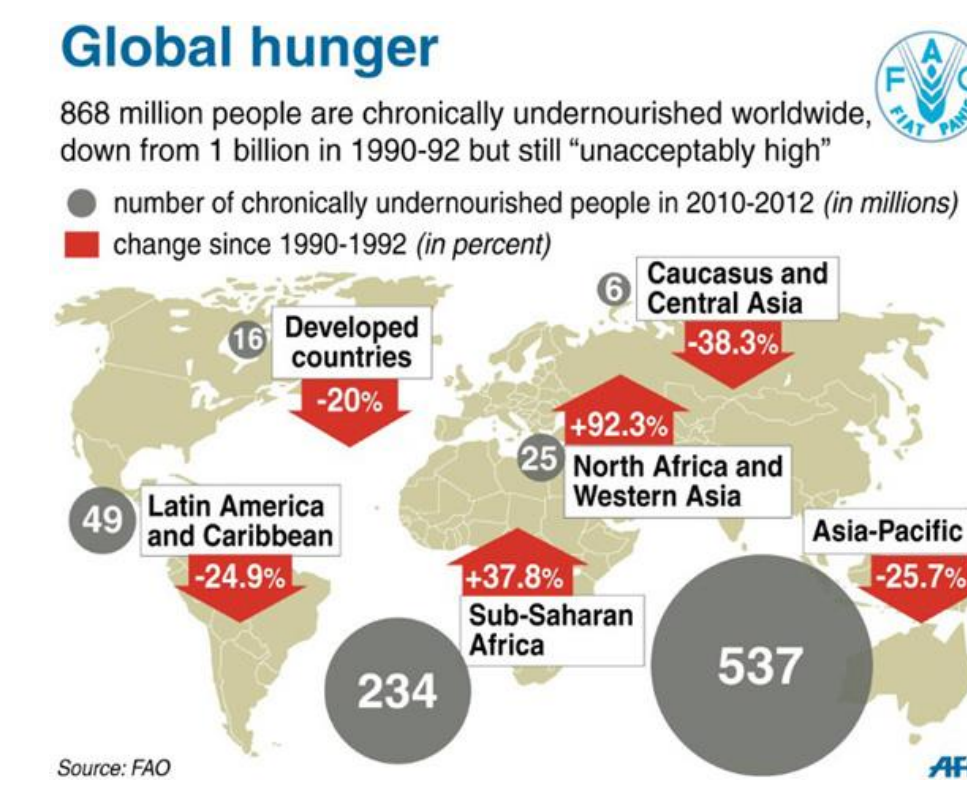 Global hunger
868 million people are chronically undernourished worldwide,
down from 1 billion in 1990-92 but still “unacceptably high”
number of chronically undernourished people in 2010-2012 (in millions)
change since 1990-1992 (in percent)
F A
FIAT
6
Caucasus and
Central Asia
-38.3%
16
Developed
countries
-20%
+92.3%
25
North Africa and
Western Asia
49
Latin America
and Caribbean
-24.9%
Asia-Pacific
-25.7%
+37.8%
Sub-Saharan
Africa
234
537
Source: FAO
AF